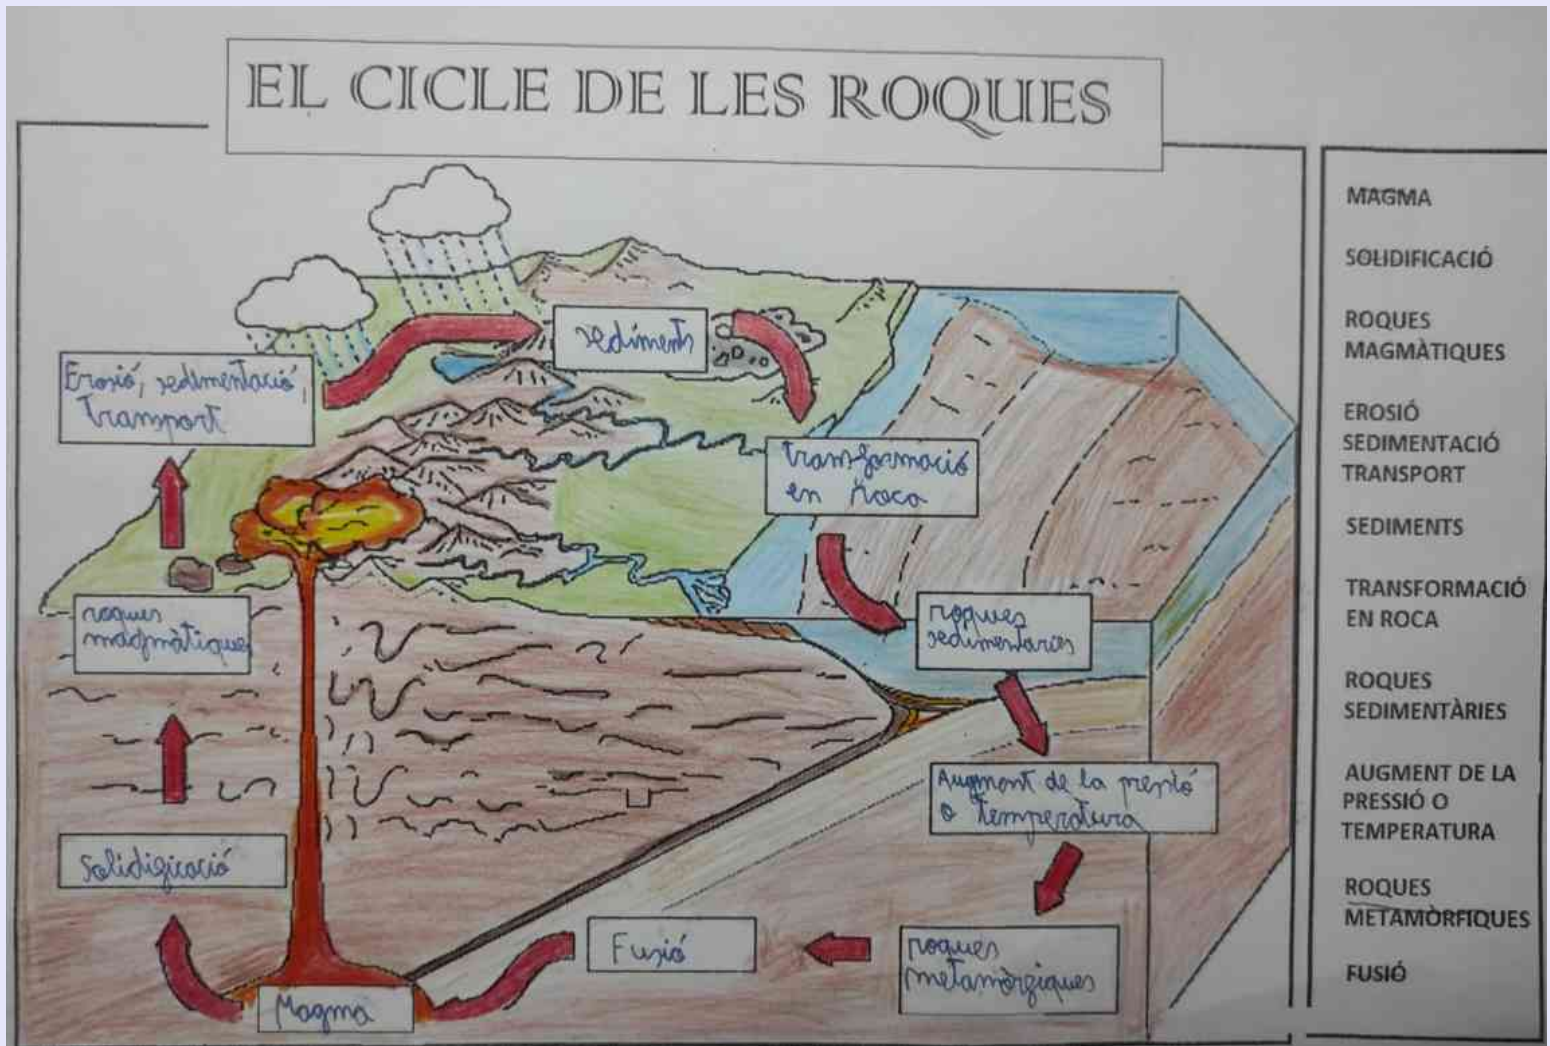 EL CICLE DE LES ROQUES
sediments
Erosió, sedimentació,
transport
transformació
en roca
roques
magmàtiques
roques
sedimentàries
Augment de la pressió
o temperatura
Solidificació
Fusió
roques
metamòrfiques
Magma
MAGMA
SOLIDIFICACIÓ
ROQUES
MAGMÀTIQUES
EROSIÓ
SEDIMENTACIÓ
TRANSPORT
SEDIMENTS
TRANSFORMACIÓ
EN ROCA
ROQUES
SEDIMENTÀRIES
AUGMENT DE LA
PRESSIÓ O
TEMPERATURA
ROQUES
METAMÒRFIQUES
FUSIÓ